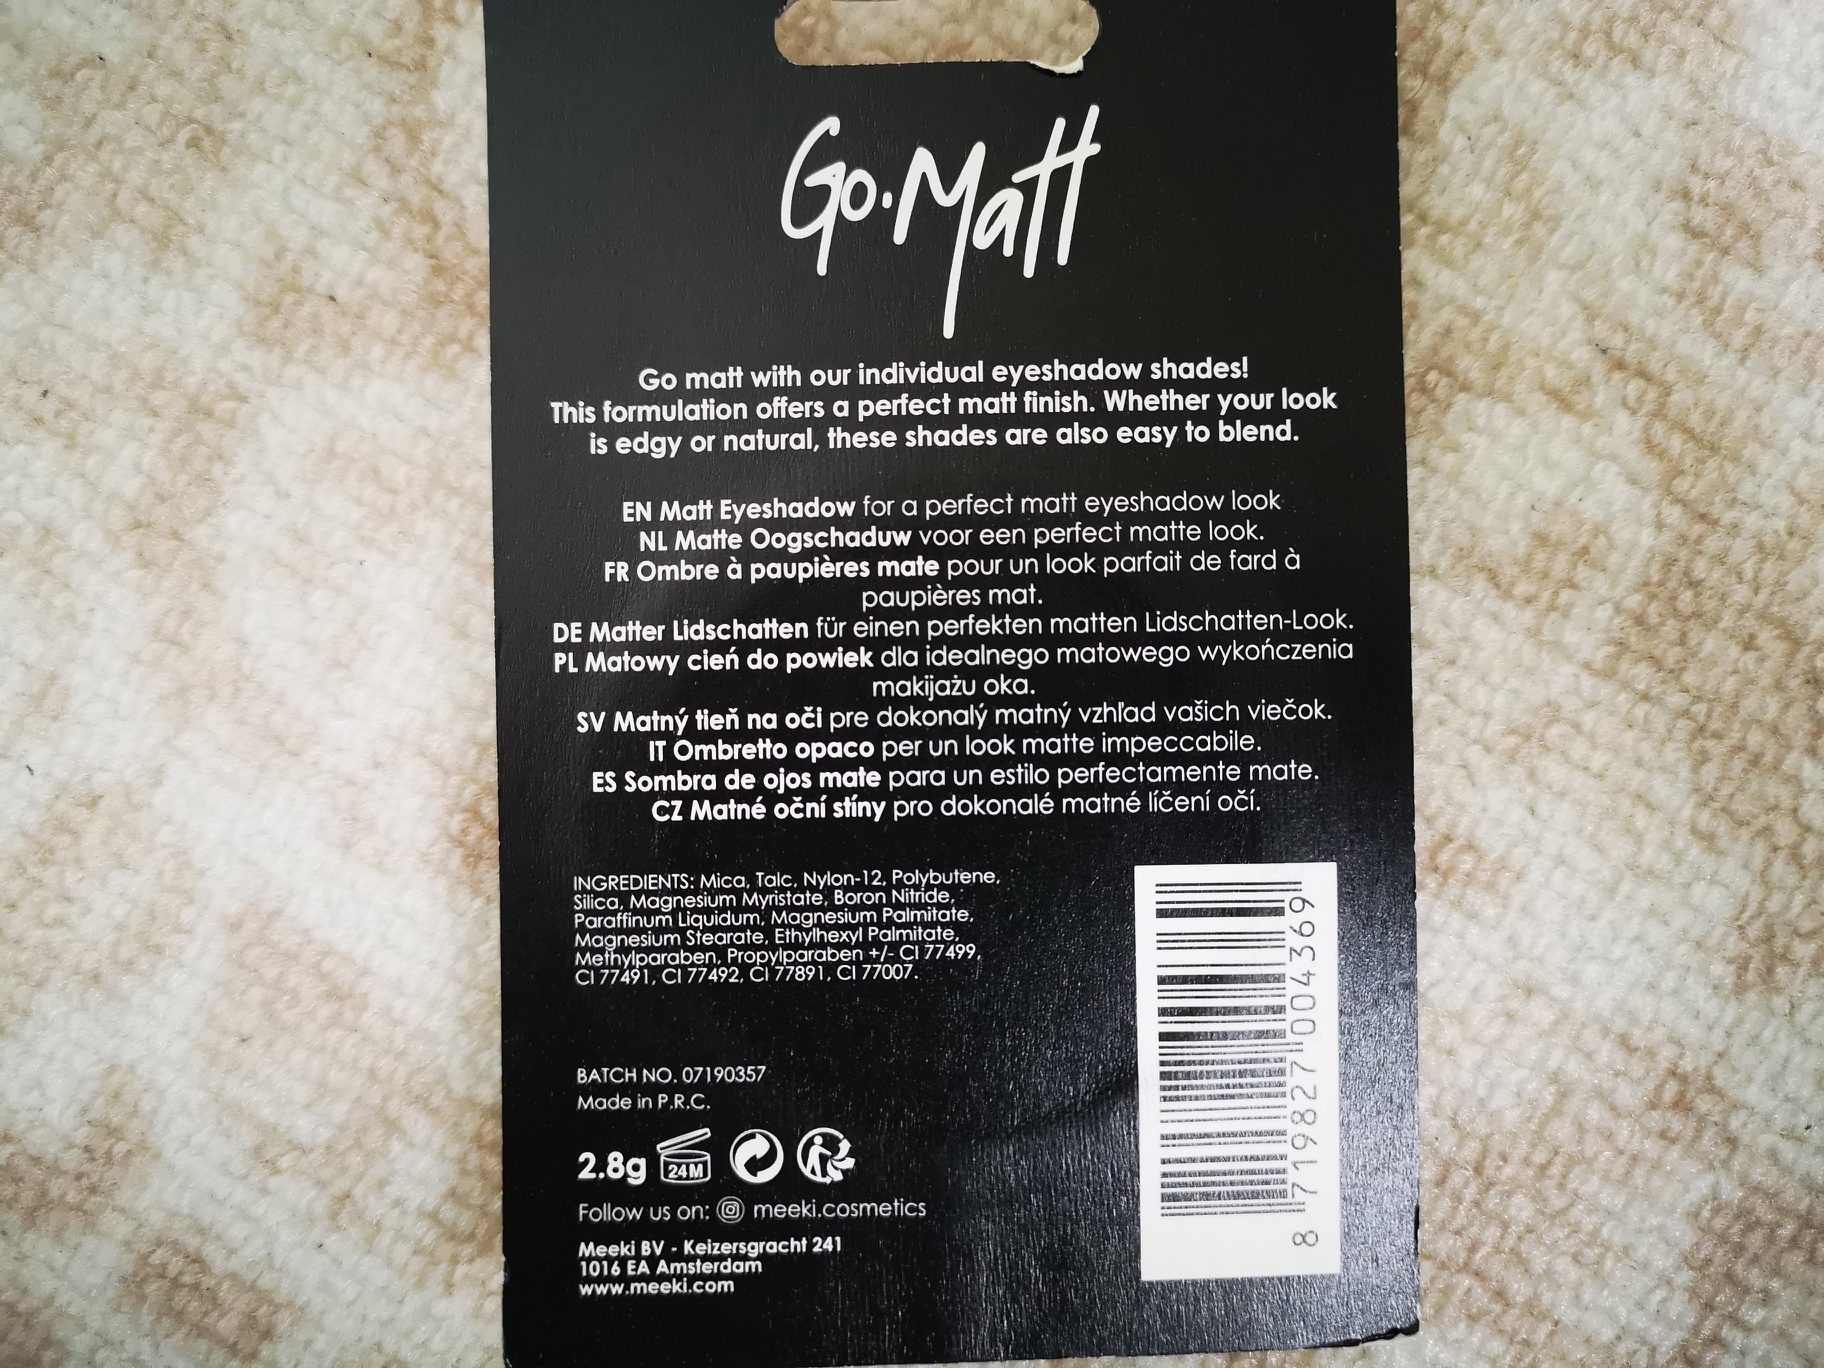 Go.Matt
Go matt with our individual eyeshadow shades!
This formulation offers a perfect matt finish. Whether your look
is edgy or natural, these shades are also easy to blend.
EN Matt Eyeshadow for a perfect matt eyeshadow look
NL Matte Oogschaduw voor een perfect matte look.
FR Ombre à paupières mate pour un look parfait de fard à
paupières mat.
DE Matter Lidschatten für einen perfekten matten Lidschatten-Look.
PL Matowy cień do powiek dla idealnego matowego wykończenia
makijażu oka.
SV Matný tieň na oči pre dokonalý matný vzhľad vašich viečok.
IT Ombretto opaco per un look matte impeccabile.
ES Sombra de ojos mate para un estilo perfectamente mate.
CZ Matné oční stíny pro dokonalé matné líčení očí.
INGREDIENTS: Mica, Talc, Nylon-12, Polybutene,
Silica, Magnesium Myristate, Boron Nitride,
Paraffinum Liquidum, Magnesium Palmitate,
Magnesium Stearate, Ethylhexyl Palmitate,
Methylparaben, Propylparaben +/- CI 77499,
CI 77491, CI 77492, CI 77891, CI 77007.
BATCH NO. 07190357
Made in P.R.C.
2.8g 24M
Follow us on: meeki.cosmetics
Meeki BV - Keizersgracht 241
1016 EA Amsterdam
www.meeki.com
8 719827 004369